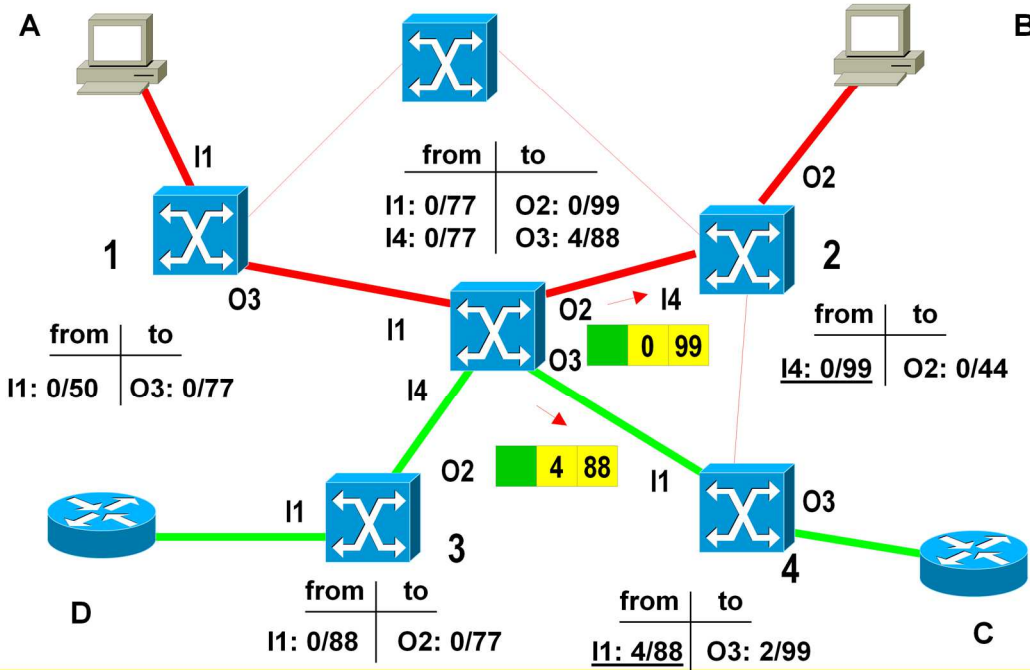 A
B
I1
from to
I1: 0/77 O2: 0/99
I4: 0/77 O3: 4/88
O2
1
2
O3
I1
O2
I4
from to
I1: 0/50 O3: 0/77
O3
0 99
from to
I4: 0/99 O2: 0/44
I4
O2
4 88
I1
I1
O3
3
4
D
from to
I1: 0/88 O2: 0/77
from to
I1: 4/88 O3: 2/99
C